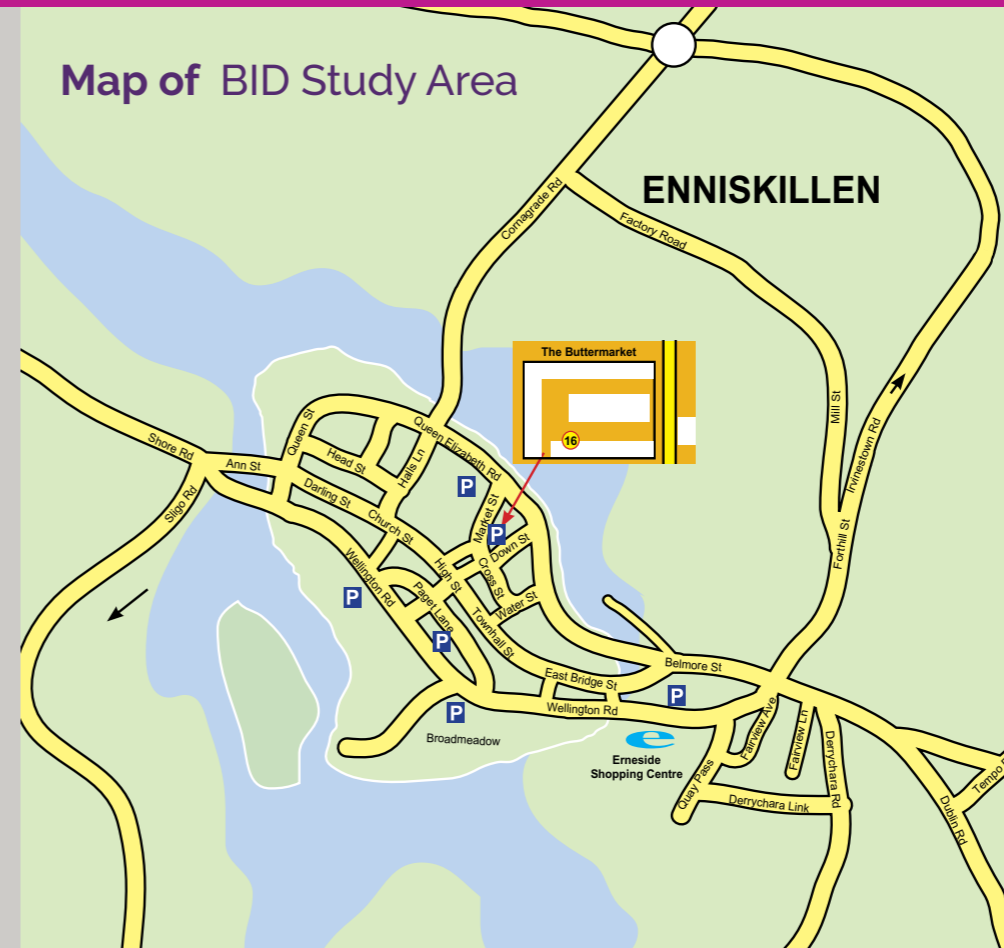 Map of BID Study Area
ENNISKILLEN
Cornagrade Rd
Factory Road
The Buttermarket
16
Mill St
Irvinestown Rd
Forthill St
Shore Rd
Ann St
Queen St
Head St
Halls Ln
Queen Elizabeth Rd
P
Sligo Rd
Darling St
Church St
Market St
P
Down St
Cross St
High St
Water St
Wellington Rd
P
Paget Lane
P
Townhall St
Belmore St
East Bridge St
P
Wellington Rd
P
Broadmeadow
e
Erneside
Shopping Centre
Fairview Ave
Fairview Ln
Derrychara Rd
Quay Pass
Derrychara Link
Dublin Rd
Tempo